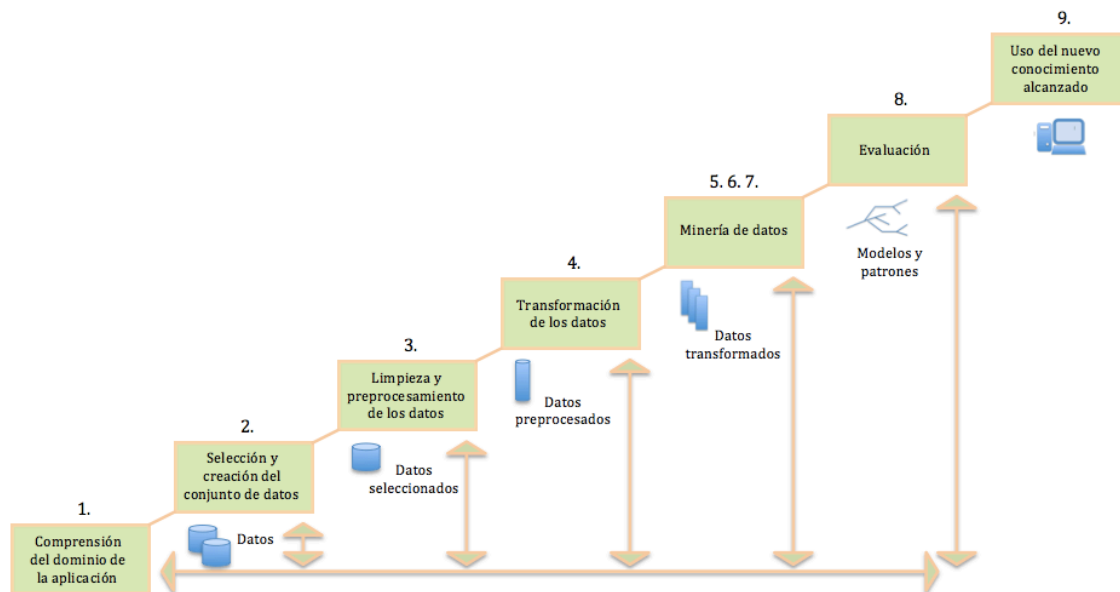 1.
Comprensión
del dominio de
la aplicación
2.
Selección y
creación del
conjunto de datos
Datos
3.
Limpieza y
preprocesamiento
de los datos
Datos
seleccionados
4.
Transformación
de los datos
Datos
preprocesados
5. 6. 7.
Minería de datos
Datos
transformados
8.
Evaluación
Modelos y
patrones
9.
Uso del nuevo
conocimiento
alcanzado